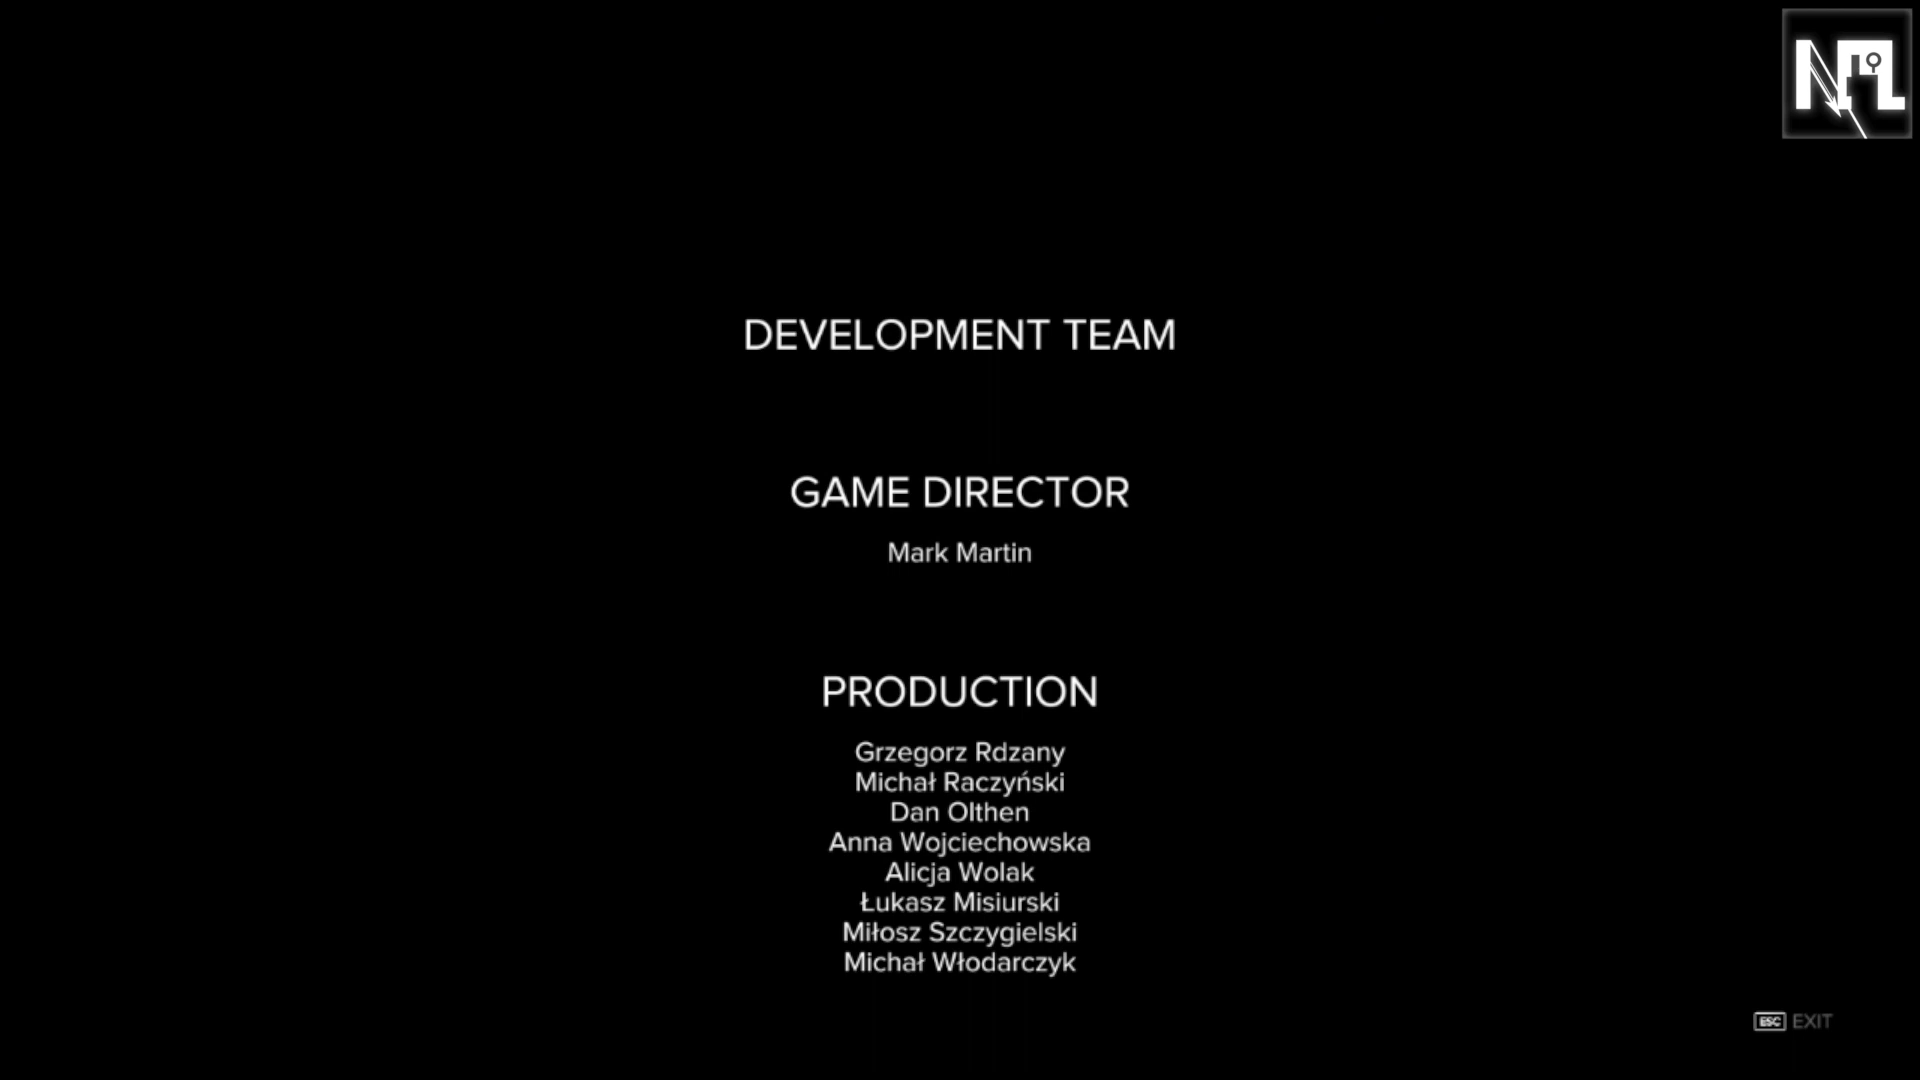 DEVELOPMENT TEAM
GAME DIRECTOR
Mark Martin
PRODUCTION
Grzegorz Rdzany
Michał Raczyński
Dan Olthen
Anna Wojciechowska
Alicja Wolak
Łukasz Misiurski
Miłosz Szczygielski
Michał Włodarczyk
ESC EXIT